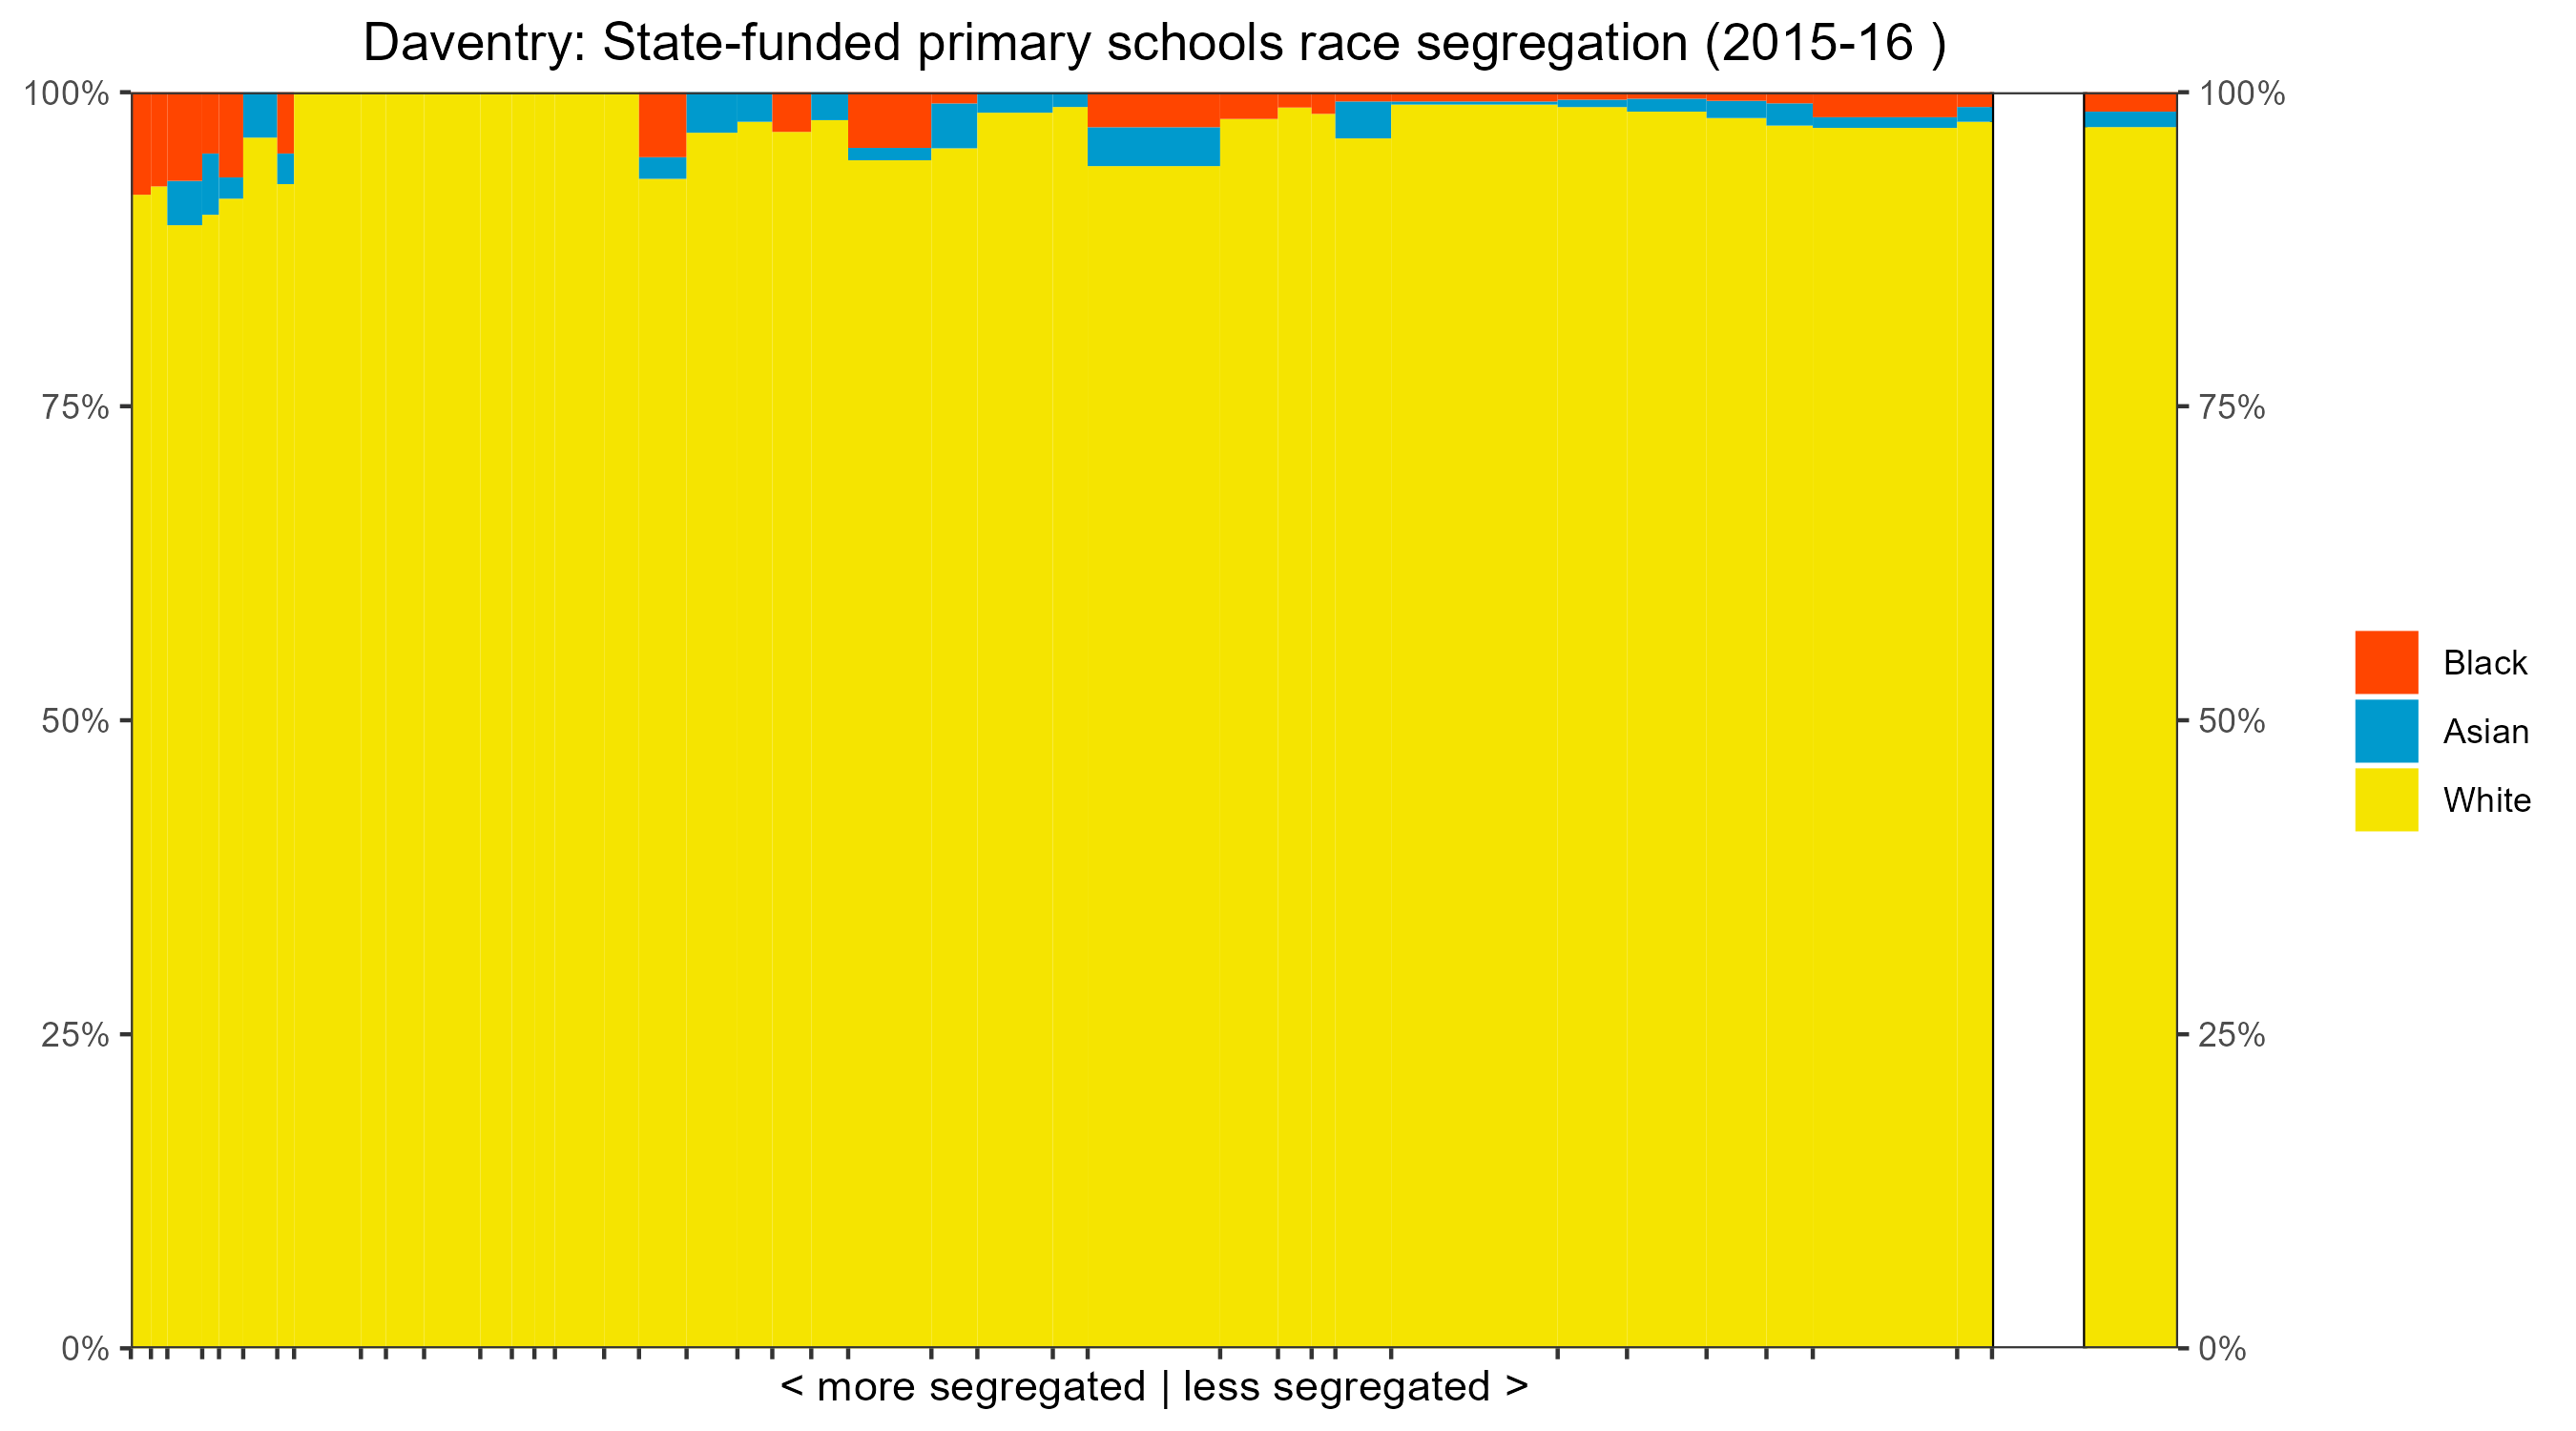 Daventry: State-funded primary schools race segregation (2015-16 )
100%
75%
50%
25%
0%
100%
75%
50%
25%
0%
Black
Asian
White
< more segregated | less segregated >